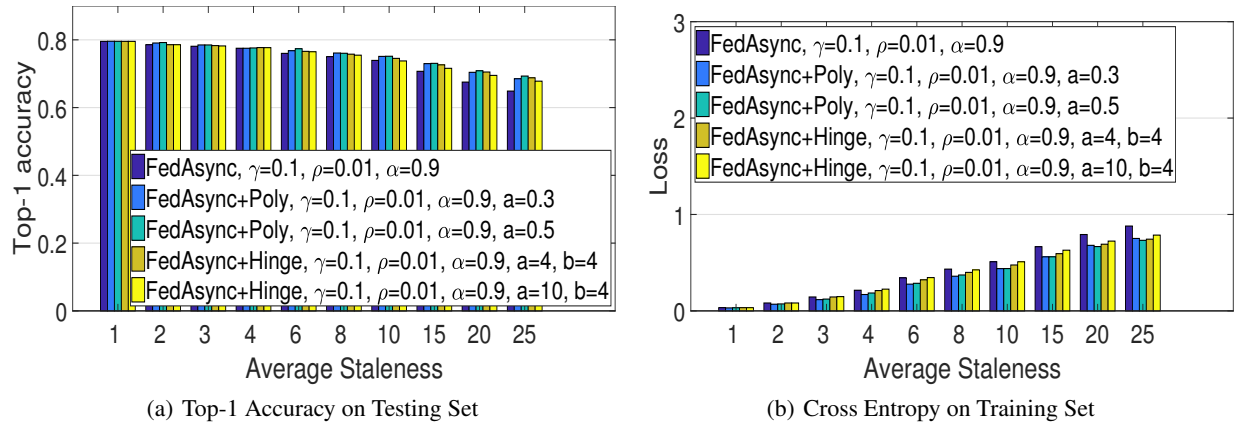 Top-1 accuracy
0.8
0.6
0.4
0.2
0
FedAsync, γ=0.1, ρ=0.01, α=0.9
FedAsync+Poly, γ=0.1, ρ=0.01, α=0.9, a=0.3
FedAsync+Poly, γ=0.1, ρ=0.01, α=0.9, a=0.5
FedAsync+Hinge, γ=0.1, ρ=0.01, α=0.9, a=4, b=4
FedAsync+Hinge, γ=0.1, ρ=0.01, α=0.9, a=10, b=4
1 2 3 4 6 8 10 15 20 25
Average Staleness
(a) Top-1 Accuracy on Testing Set
Loss
3
2
1
0
FedAsync, γ=0.1, ρ=0.01, α=0.9
FedAsync+Poly, γ=0.1, ρ=0.01, α=0.9, a=0.3
FedAsync+Poly, γ=0.1, ρ=0.01, α=0.9, a=0.5
FedAsync+Hinge, γ=0.1, ρ=0.01, α=0.9, a=4, b=4
FedAsync+Hinge, γ=0.1, ρ=0.01, α=0.9, a=10, b=4
1 2 3 4 6 8 10 15 20 25
Average Staleness
(b) Cross Entropy on Training Set